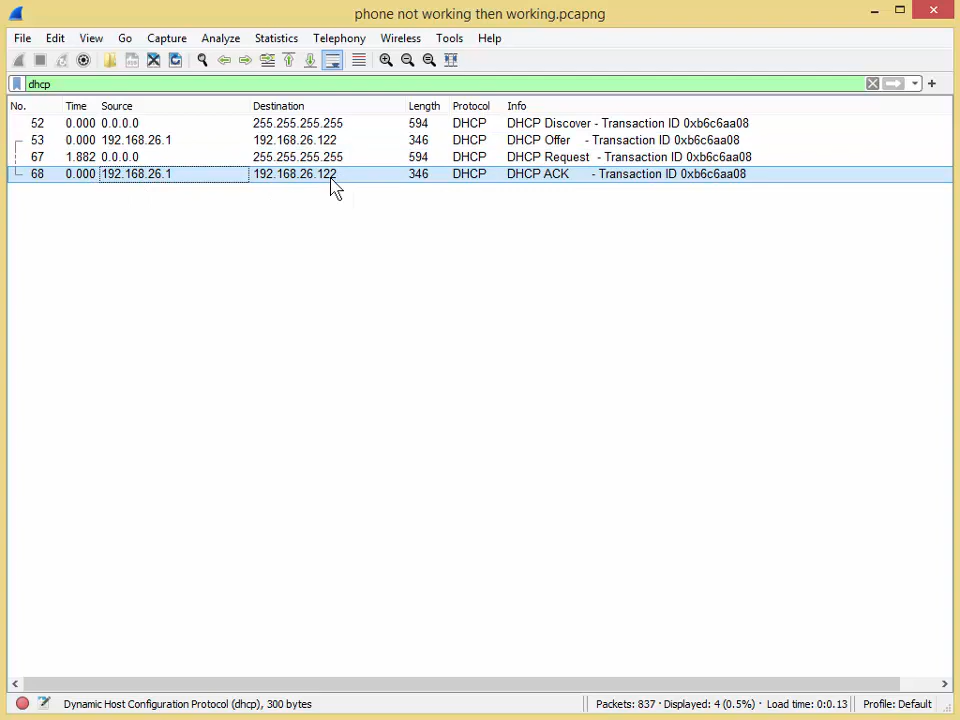 phone not working then working.pcapng
File Edit View Go Capture Analyze Statistics Telephony Wireless Tools Help
dhcp
No. Time Source Destination Length Protocol Info
52 0.000 0.0.0.0 255.255.255.255 594 DHCP DHCP Discover - Transaction ID 0xb6c6aa08
53 0.000 192.168.26.1 192.168.26.122 346 DHCP DHCP Offer - Transaction ID 0xb6c6aa08
67 1.882 0.0.0.0 255.255.255.255 594 DHCP DHCP Request - Transaction ID 0xb6c6aa08
68 0.000 192.168.26.1 192.168.26.122 346 DHCP DHCP ACK - Transaction ID 0xb6c6aa08
Dynamic Host Configuration Protocol (dhcp), 300 bytes Packets: 837 · Displayed: 4 (0.5%) · Load time: 0:0.13 Profile: Default